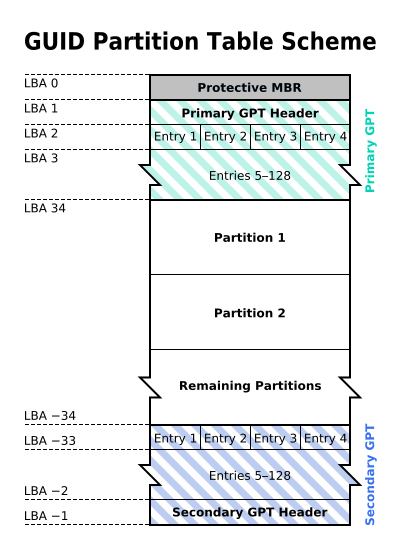 GUID Partition Table Scheme
LBA 0
Protective MBR
LBA 1
Primary GPT Header
LBA 2
Entry 1 Entry 2 Entry 3 Entry 4
LBA 3
Entries 5–128
Primary GPT
LBA 34
Partition 1
Partition 2
Remaining Partitions
LBA −34
Entry 1 Entry 2 Entry 3 Entry 4
LBA −33
Entries 5–128
LBA −2
Secondary GPT Header
LBA −1
Secondary GPT